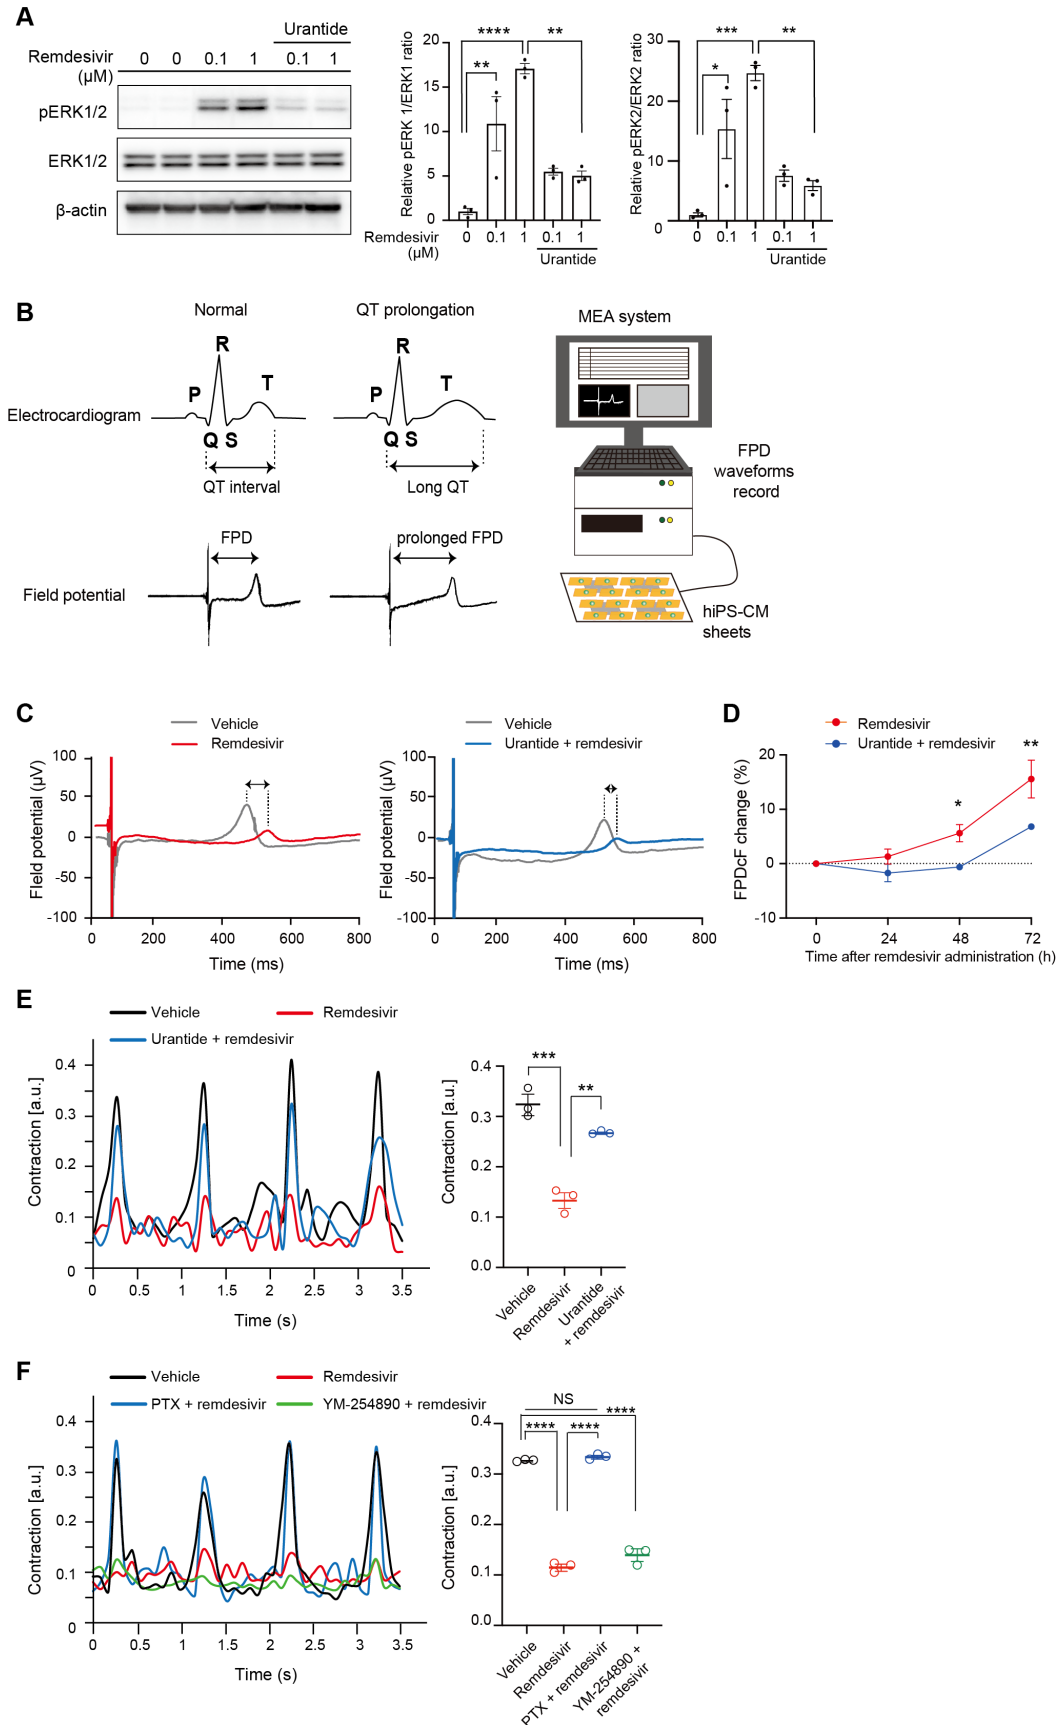 A
Urantide
Remdesivir
(μM)
0 0 0.1 1 0.1 1
pERK1/2
ERK1/2
β-actin
Relative pERK 1/ERK1 ratio
20
15
10
5
0
****
**
**
Remdesivir
(μM)
0 0.1 1 0.1 1
Urantide
Relative pERK2/ERK2 ratio
30
20
10
0
***
**
*
0 0.1 1 0.1 1
Urantide
B
Normal
QT prolongation
MEA system
Electrocardiogram
P R T
Q S
QT interval
P R T
Q S
Long QT
FPD
waveforms
record
Field potential
FPD
prolonged FPD
hiPS-CM
sheets
C
Vehicle
Remdesivir
FIeld potential (μV)
100
50
0
-50
-100
0 200 400 600 800
Time (ms)
Vehicle
Urantide + remdesivir
FIeld potential (μV)
100
50
0
-50
-100
0 200 400 600 800
Time (ms)
D
Remdesivir
Urantide + remdesivir
FPDcF change (%)
20
10
0
-10
*
**
0 24 48 72
Time after remdesivir administration (h)
E
Vehicle
Remdesivir
Urantide + remdesivir
Contraction [a.u.]
0.4
0.3
0.2
0.1
0
0 0.5 1 1.5 2 2.5 3 3.5
Time (s)
Contraction [a.u.]
0.4
0.3
0.2
0.1
0.0
***
**
Vehicle
Remdesivir
Urantide
+ remdesivir
F
Vehicle
Remdesivir
PTX + remdesivir
YM-254890 + remdesivir
Contraction [a.u.]
0.4
0.3
0.2
0.1
0
0 0.5 1 1.5 2 2.5 3 3.5
Time (s)
Contraction [a.u.]
0.4
0.3
0.2
0.1
0.0
NS
****
****
****
Vehicle
Remdesivir
PTX + remdesivir
YM-254890 +
remdesivir